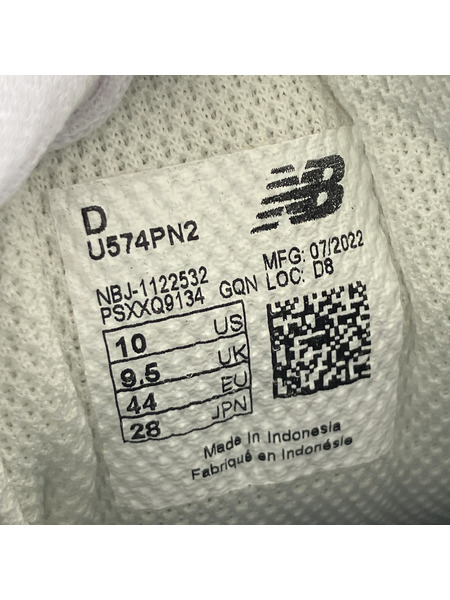 D
U574PN2
NB
NBJ-1122532
PSXXQ9134 GQN
MFG: 07/2022
LOC: D8
10 US
9.5 UK
44 EU
28 JPN
Made in Indonesia
Fabriqué en Indonésie